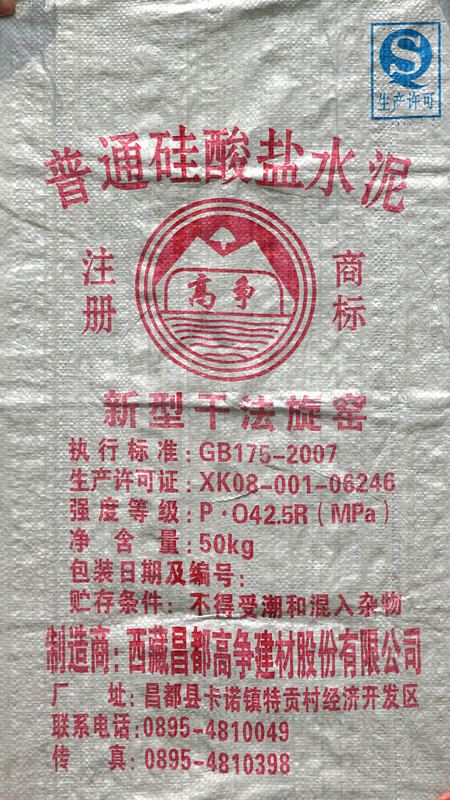 生产许可
普通硅酸盐水泥
注册
商标
高争
新型干法旋窑
执行标准:GB175-2007
生产许可证:XK08-001-06246
强度等级:P·O42.5R(MPa)
净含量:50kg
包装日期及编号:
贮存条件:不得受潮和混入杂物
制造商:西藏昌都高争建材股份有限公司
厂址:昌都县卡诺镇特贡村经济开发区
联系电话:0895-4810049
传真:0895-4810398